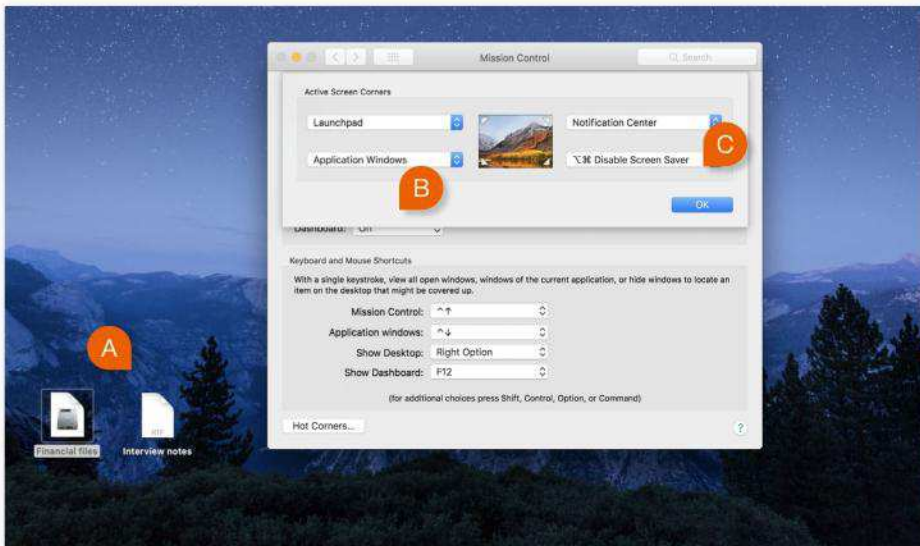 Mission Control
Search
Active Screen Corners
Launchpad
Notification Center
Application Windows
⌥⌘ Disable Screen Saver
C
B
OK
Dashboard: On
Keyboard and Mouse Shortcuts
With a single keystroke, view all open windows, windows of the current application, or hide windows to locate an
item on the desktop that might be covered up.
Mission Control: ^↑
Application windows: ^↓
Show Desktop: Right Option
Show Dashboard: F12
(for additional choices press Shift, Control, Option, or Command)
Hot Corners...
?
A
RTF
Financial files
Interview notes